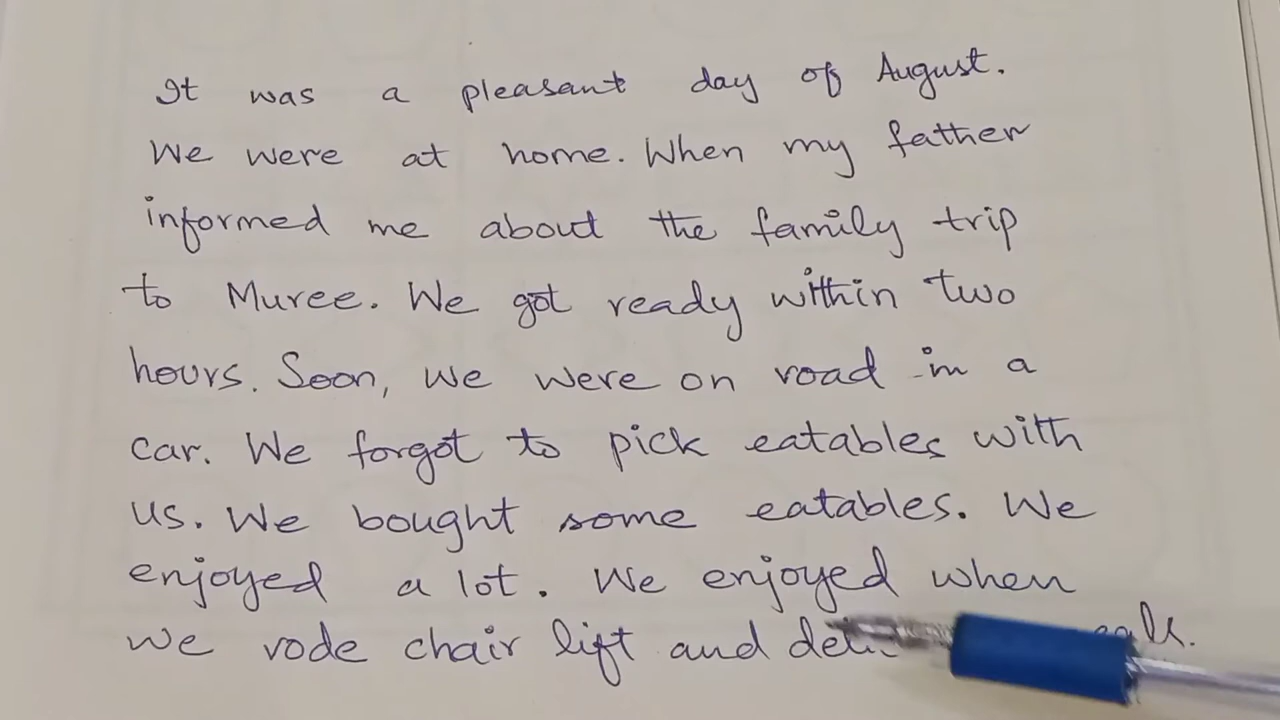 It was a pleasant day of August.
We were at home. When my father
informed me about the family trip
to Muree. We got ready within two
hours. Soon, we were on road in a
car. We forgot to pick eatables with
us. We bought some eatables. We
enjoyed a lot. We enjoyed when
we rode chair lift and